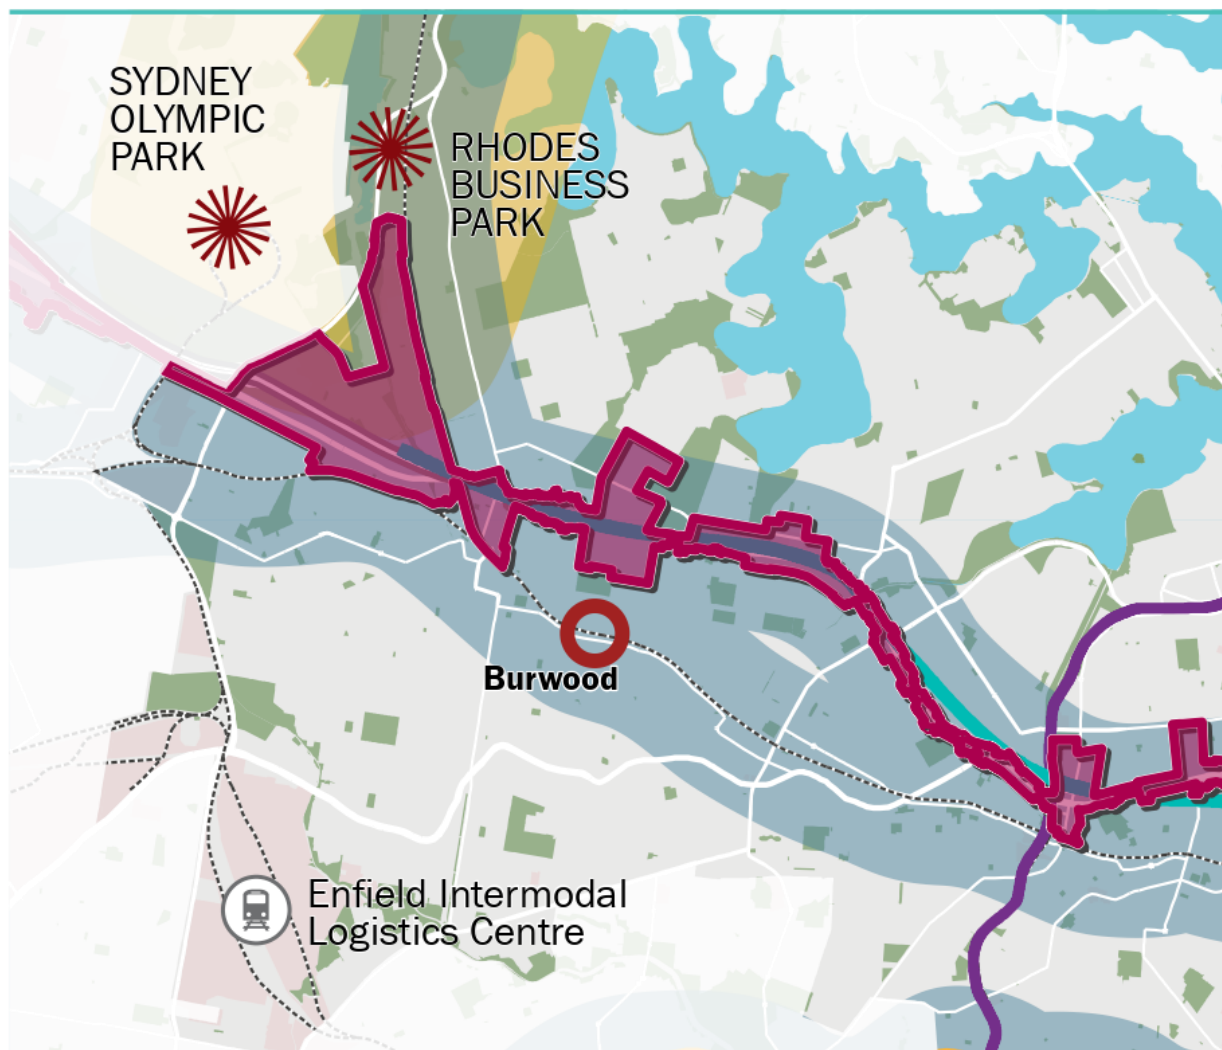 SYDNEY
OLYMPIC
PARK
RHODES
BUSINESS
PARK
Burwood
Enfield Intermodal
Logistics Centre